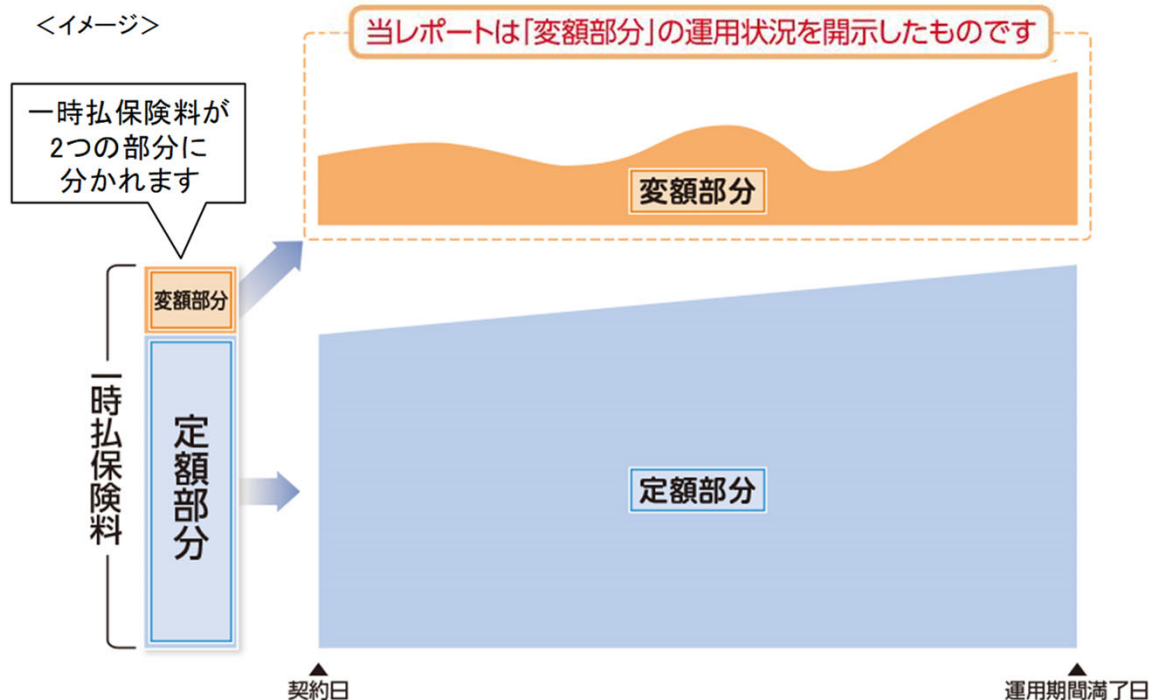 ＜イメージ＞
当レポートは「変額部分」の運用状況を開示したものです
一時払保険料が
2つの部分に
分かれます
変額部分
変額部分
一時払保険料
定額部分
定額部分
▲
契約日
▲
運用期間満了日